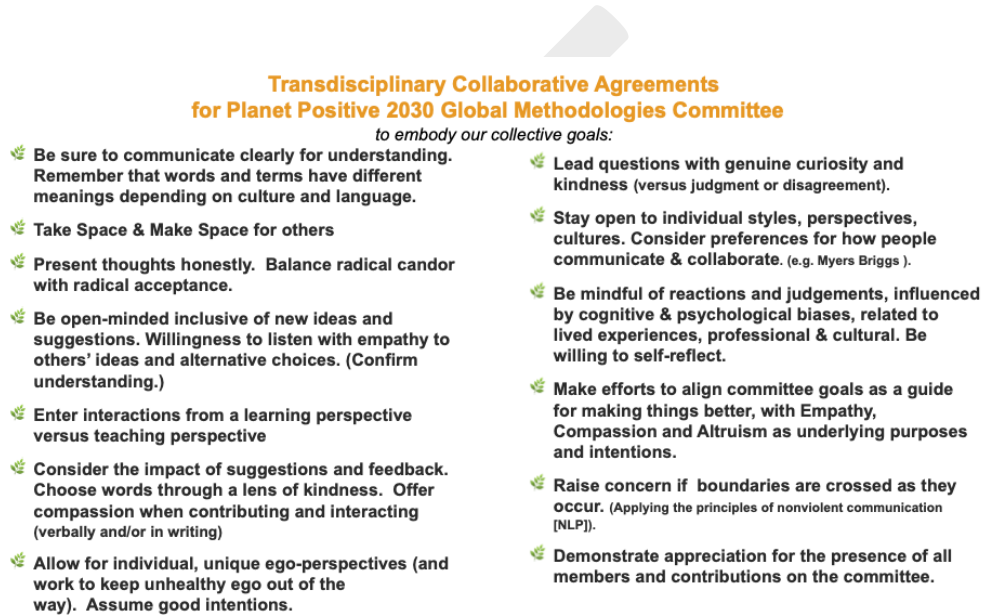 Transdisciplinary Collaborative Agreements
for Planet Positive 2030 Global Methodologies Committee
to embody our collective goals:
Be sure to communicate clearly for understanding.
Remember that words and terms have different
meanings depending on culture and language.
Take Space & Make Space for others
Present thoughts honestly.  Balance radical candor
with radical acceptance.
Be open-minded inclusive of new ideas and
suggestions. Willingness to listen with empathy to
others' ideas and alternative choices. (Confirm
understanding.)
Enter interactions from a learning perspective
versus teaching perspective
Consider the impact of suggestions and feedback.
Choose words through a lens of kindness.  Offer
compassion when contributing and interacting
(verbally and/or in writing)
Allow for individual, unique ego-perspectives (and
work to keep unhealthy ego out of the
way).  Assume good intentions.
Lead questions with genuine curiosity and
kindness (versus judgment or disagreement).
Stay open to individual styles, perspectives,
cultures. Consider preferences for how people
communicate & collaborate. (e.g. Myers Briggs ).
Be mindful of reactions and judgements, influenced
by cognitive & psychological biases, related to
lived experiences, professional & cultural. Be
willing to self-reflect.
Make efforts to align committee goals as a guide
for making things better, with Empathy,
Compassion and Altruism as underlying purposes
and intentions.
Raise concern if  boundaries are crossed as they
occur. (Applying the principles of nonviolent communication
[NLP]).
Demonstrate appreciation for the presence of all
members and contributions on the committee.